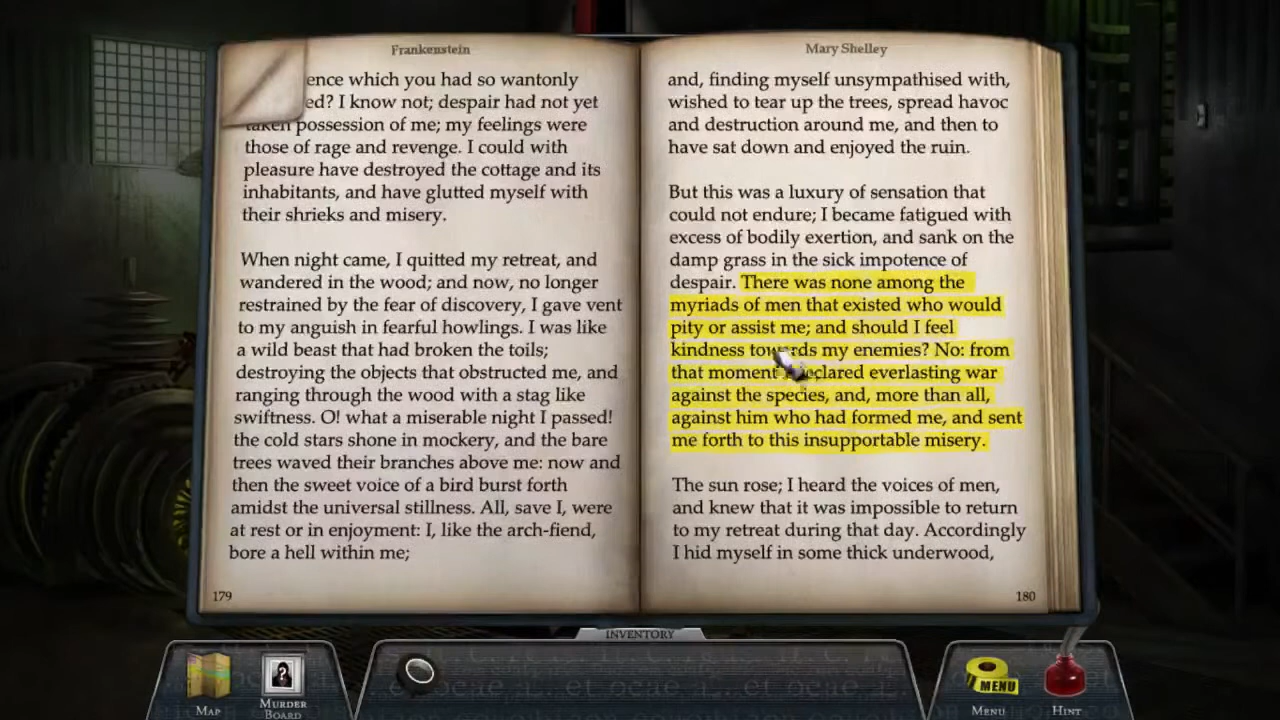 Frankenstein
ence which you had so wantonly
ed? I know not; despair had not yet
taken possession of me; my feelings were
those of rage and revenge. I could with
pleasure have destroyed the cottage and its
inhabitants, and have glutted myself with
their shrieks and misery.
When night came, I quitted my retreat, and
wandered in the wood; and now, no longer
restrained by the fear of discovery, I gave vent
to my anguish in fearful howlings. I was like
a wild beast that had broken the toils;
destroying the objects that obstructed me, and
ranging through the wood with a stag like
swiftness. O! what a miserable night I passed!
the cold stars shone in mockery, and the bare
trees waved their branches above me: now and
then the sweet voice of a bird burst forth
amidst the universal stillness. All, save I, were
at rest or in enjoyment: I, like the arch-fiend,
bore a hell within me;
179
Mary Shelley
and, finding myself unsympathised with,
wished to tear up the trees, spread havoc
and destruction around me, and then to
have sat down and enjoyed the ruin.
But this was a luxury of sensation that
could not endure; I became fatigued with
excess of bodily exertion, and sank on the
damp grass in the sick impotence of
despair. There was none among the
myriads of men that existed who would
pity or assist me; and should I feel
kindness towards my enemies? No: from
that moment declared everlasting war
against the species, and, more than all,
against him who had formed me, and sent
me forth to this insupportable misery.
The sun rose; I heard the voices of men,
and knew that it was impossible to return
to my retreat during that day. Accordingly
I hid myself in some thick underwood,
180
INVENTORY
MAP
MURDER
BOARD
MENU
MENU
HINT